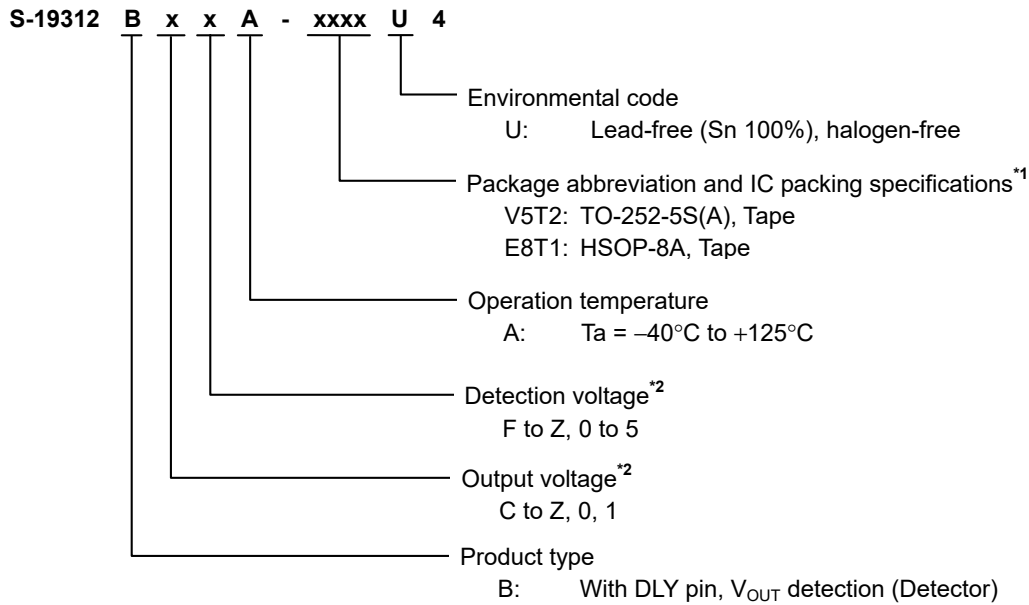 S-19312 B x x A - xxxx U 4
Environmental code
U: Lead-free (Sn 100%), halogen-free
Package abbreviation and IC packing specifications*1
V5T2: TO-252-5S(A), Tape
E8T1: HSOP-8A, Tape
Operation temperature
A: Ta = −40°C to +125°C
Detection voltage*2
F to Z, 0 to 5
Output voltage*2
C to Z, 0, 1
Product type
B: With DLY pin, VOUT detection (Detector)